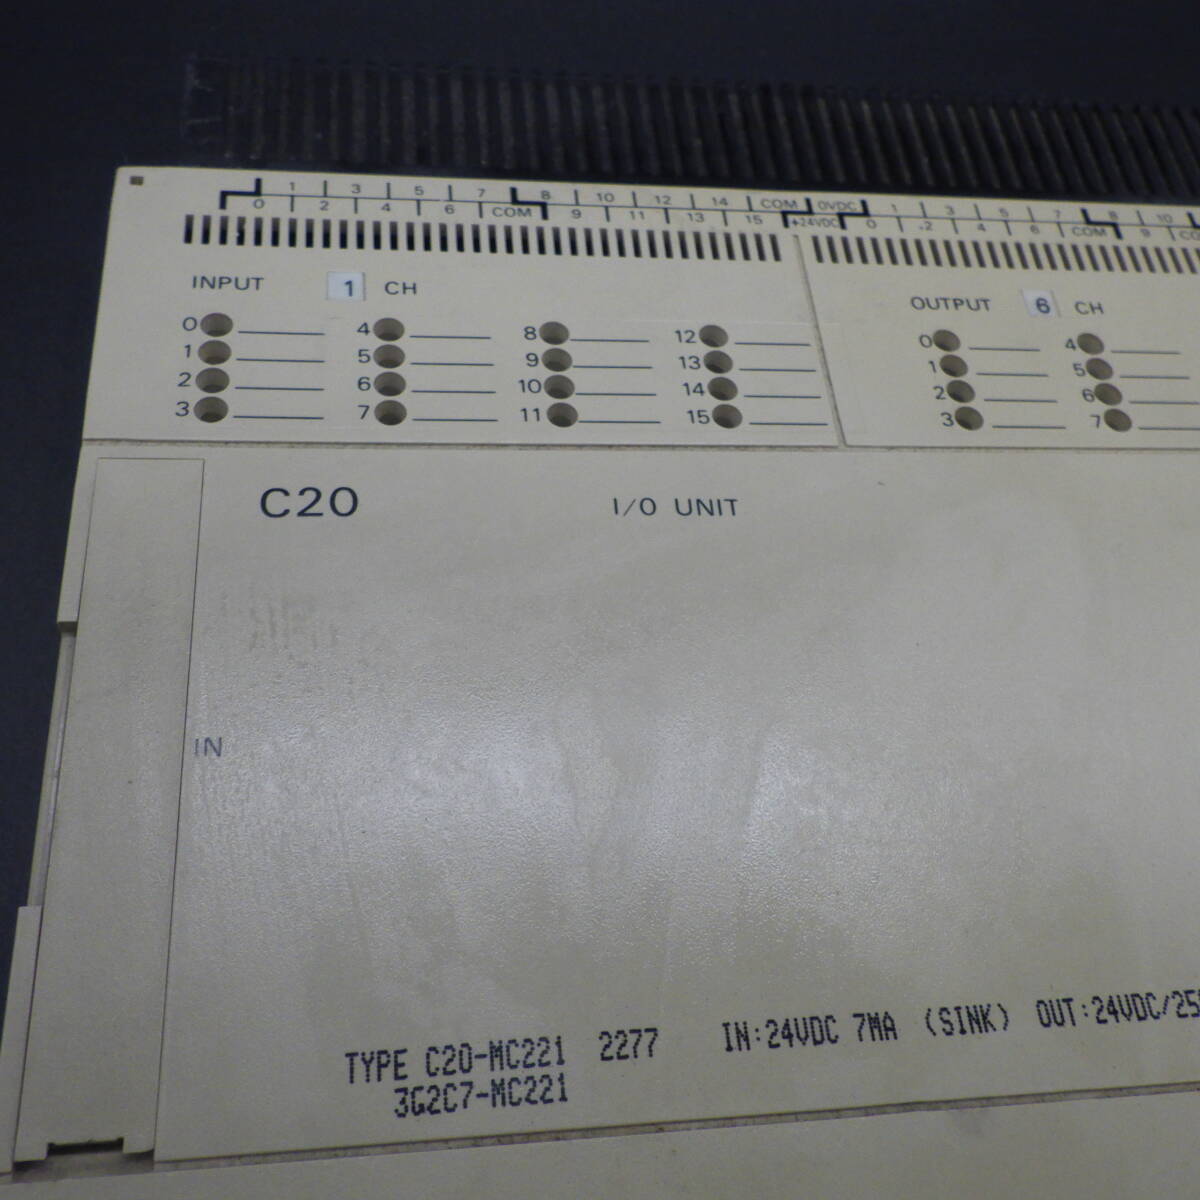 1 3 5 7 8 10 12 14 COM 0VDC 1 3 5 7 8 10
0 2 4 6 COM 9 11 13 15 +24VDC 0 2 4 6 COM 9
INPUT 1 CH
OUTPUT 6 CH
0 4 8 12
1 5 9 13
2 6 10 14
3 7 11 15
0 4
1 5
2 6
3 7
C20 I/O UNIT
IN
TYPE C20-MC221 2277 IN:24VDC 7MA (SINK) OUT:24VDC/25
3G2C7-MC221